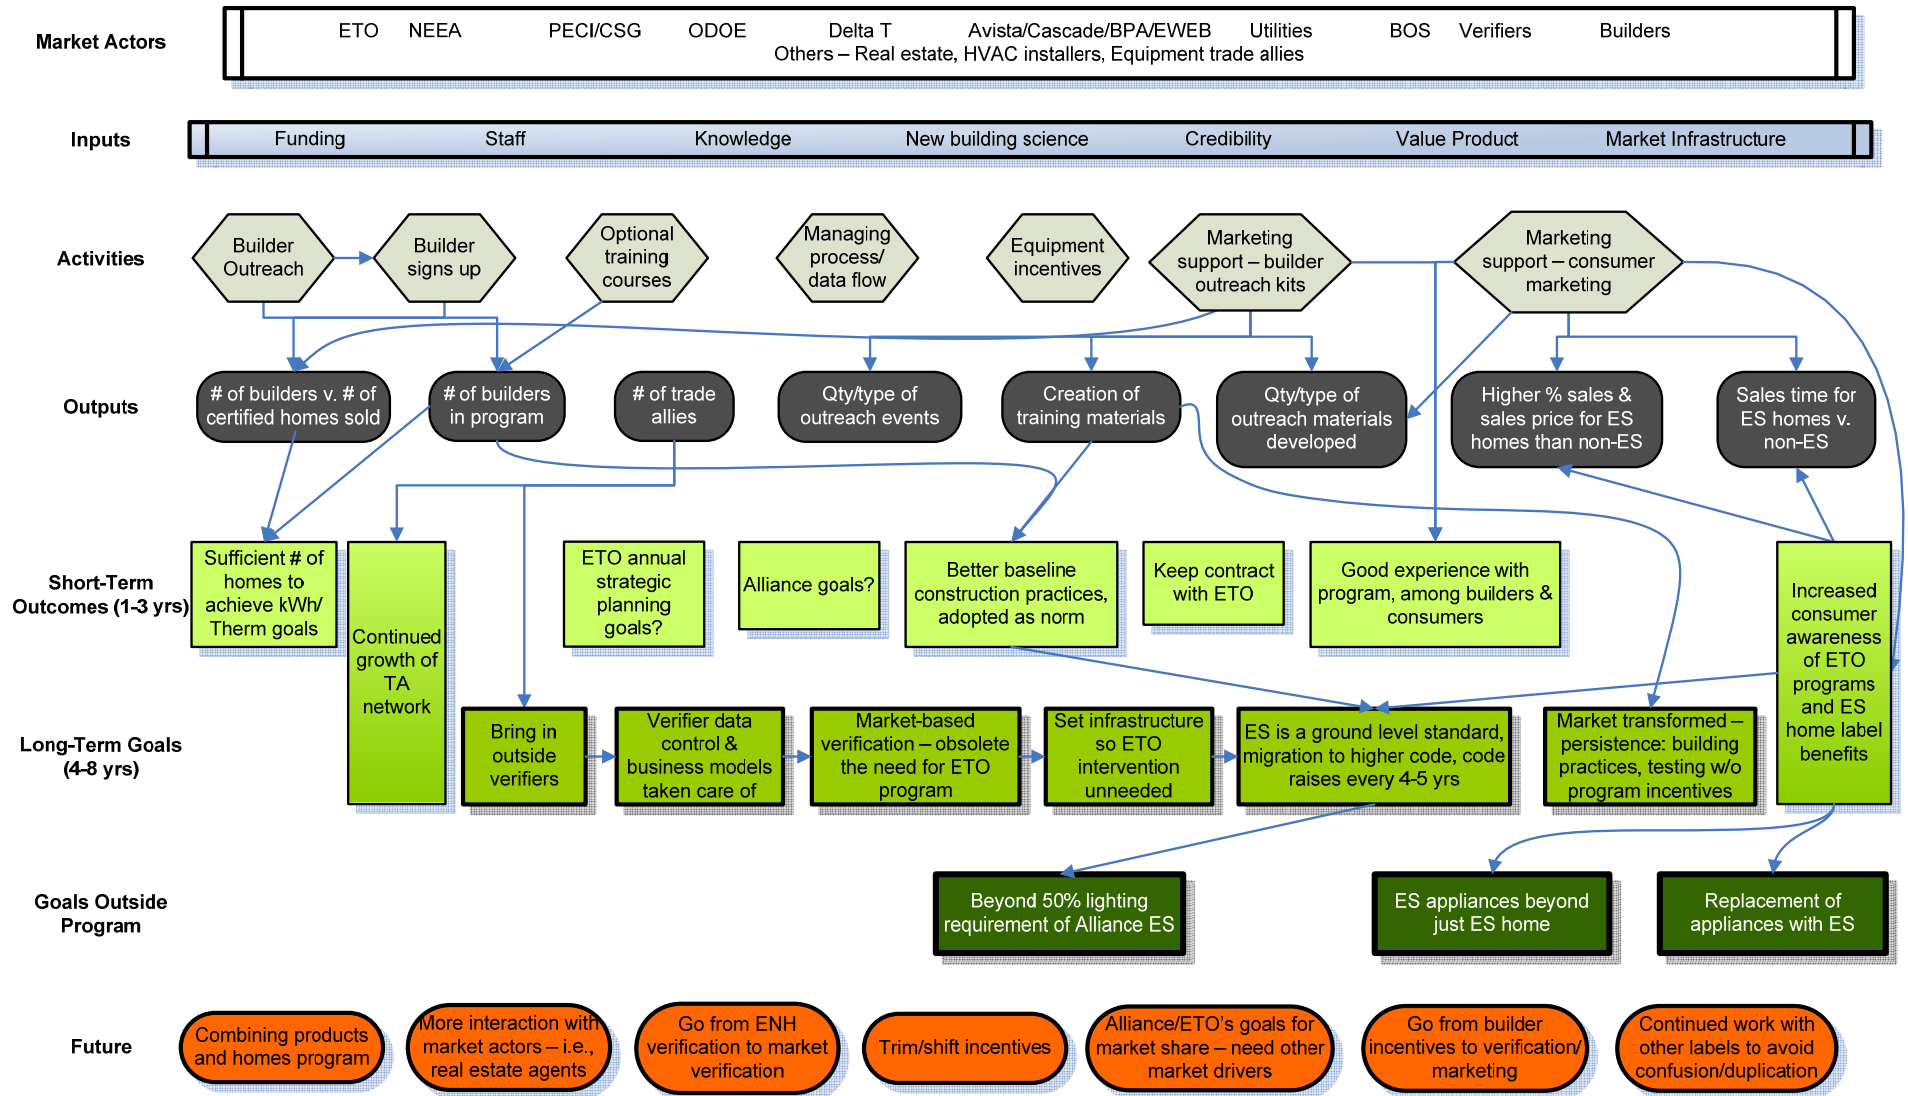 Market Actors
ETO NEEA PECI/CSG ODOE Delta T Avista/Cascade/BPA/EWEB Utilities BOS Verifiers Builders
Others – Real estate, HVAC installers, Equipment trade allies
Inputs
Funding Staff Knowledge New building science Credibility Value Product Market Infrastructure
Activities
Builder
Outreach
Builder
signs up
Optional
training
courses
Managing
process/
data flow
Equipment
incentives
Marketing
support – builder
outreach kits
Marketing
support – consumer
marketing
Outputs
# of builders v. # of
certified homes sold
# of builders
in program
# of trade
allies
Qty/type of
outreach events
Creation of
training materials
Qty/type of
outreach materials
developed
Higher % sales &
sales price for ES
homes than non-ES
Sales time for
ES homes v.
non-ES
Short-Term
Outcomes (1-3 yrs)
Sufficient # of
homes to
achieve kWh/
Therm goals
Continued
growth of
TA
network
ETO annual
strategic
planning
goals?
Alliance goals?
Better baseline
construction practices,
adopted as norm
Keep contract
with ETO
Good experience with
program, among builders &
consumers
Increased
consumer
awareness
of ETO
programs
and ES
home label
benefits
Long-Term Goals
(4-8 yrs)
Bring in
outside
verifiers
Verifier data
control &
business models
taken care of
Market-based
verification – obsolete
the need for ETO
program
Set infrastructure
so ETO
intervention
unneeded
ES is a ground level standard,
migration to higher code, code
raises every 4-5 yrs
Market transformed –
persistence: building
practices, testing w/o
program incentives
Goals Outside
Program
Beyond 50% lighting
requirement of Alliance ES
ES appliances beyond
just ES home
Replacement of
appliances with ES
Future
Combining products
and homes program
More interaction with
market actors – i.e.,
real estate agents
Go from ENH
verification to market
verification
Trim/shift incentives
Alliance/ETO's goals for
market share – need other
market drivers
Go from builder
incentives to verification/
marketing
Continued work with
other labels to avoid
confusion/duplication